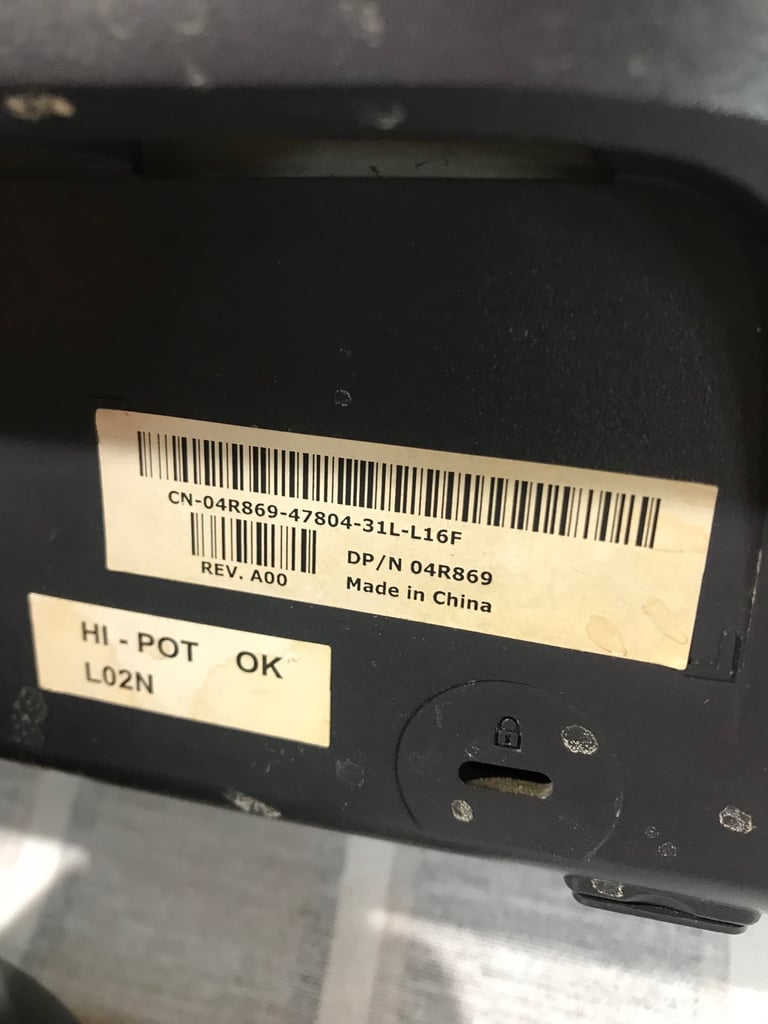 CN-04R869-47804-31L-L16F
DP/N 04R869
REV. A00
Made in China
HI - POT OK
L02N